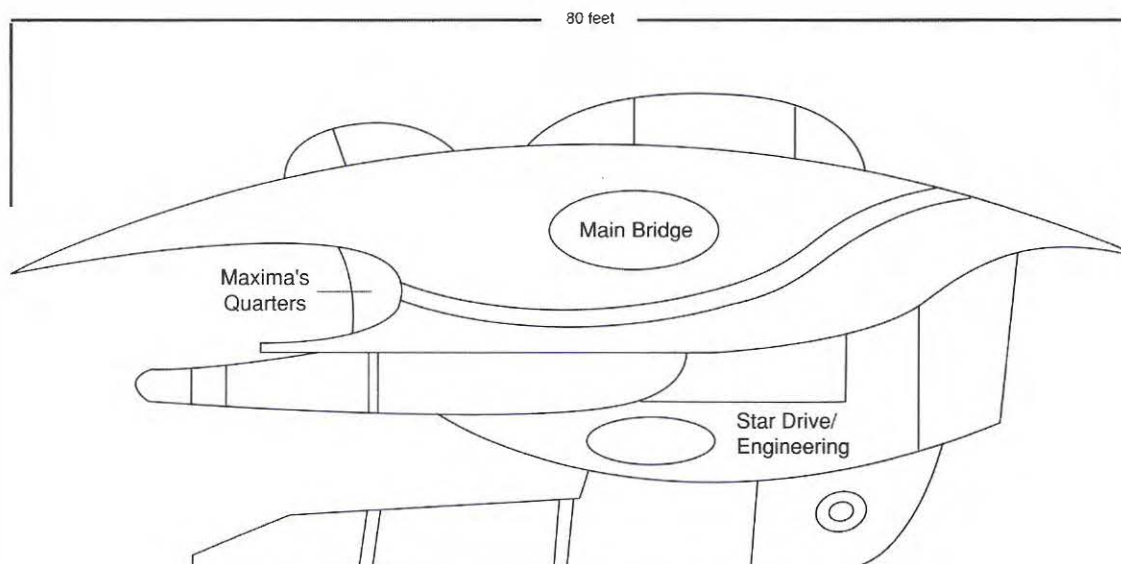 80 feet
Main Bridge
Maxima's
Quarters
Star Drive/
Engineering